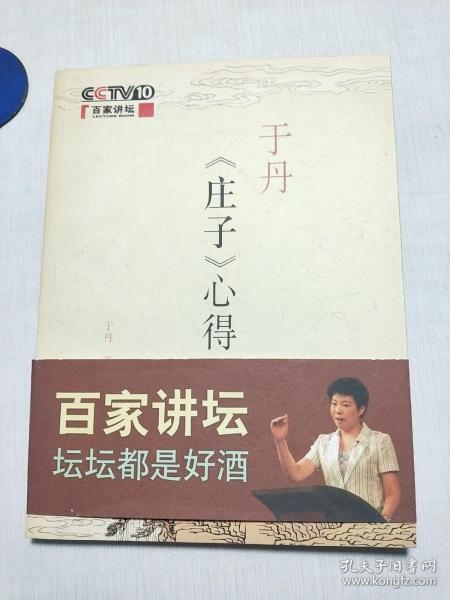 CCTV10
百家讲坛
LECTURE ROOM
于丹
《庄子》心得
于丹
百家讲坛
坛坛都是好酒
孔夫子旧书网
www.kongfz.com